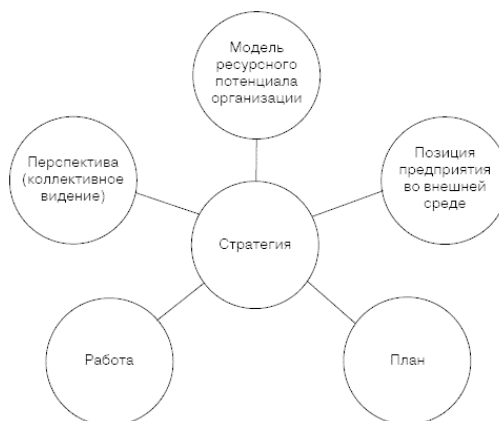 Модель
ресурсного
потенциала
организации
Перспектива
(коллективное
видение)
Позиция
предприятия
во внешней
среде
Стратегия
Работа
План